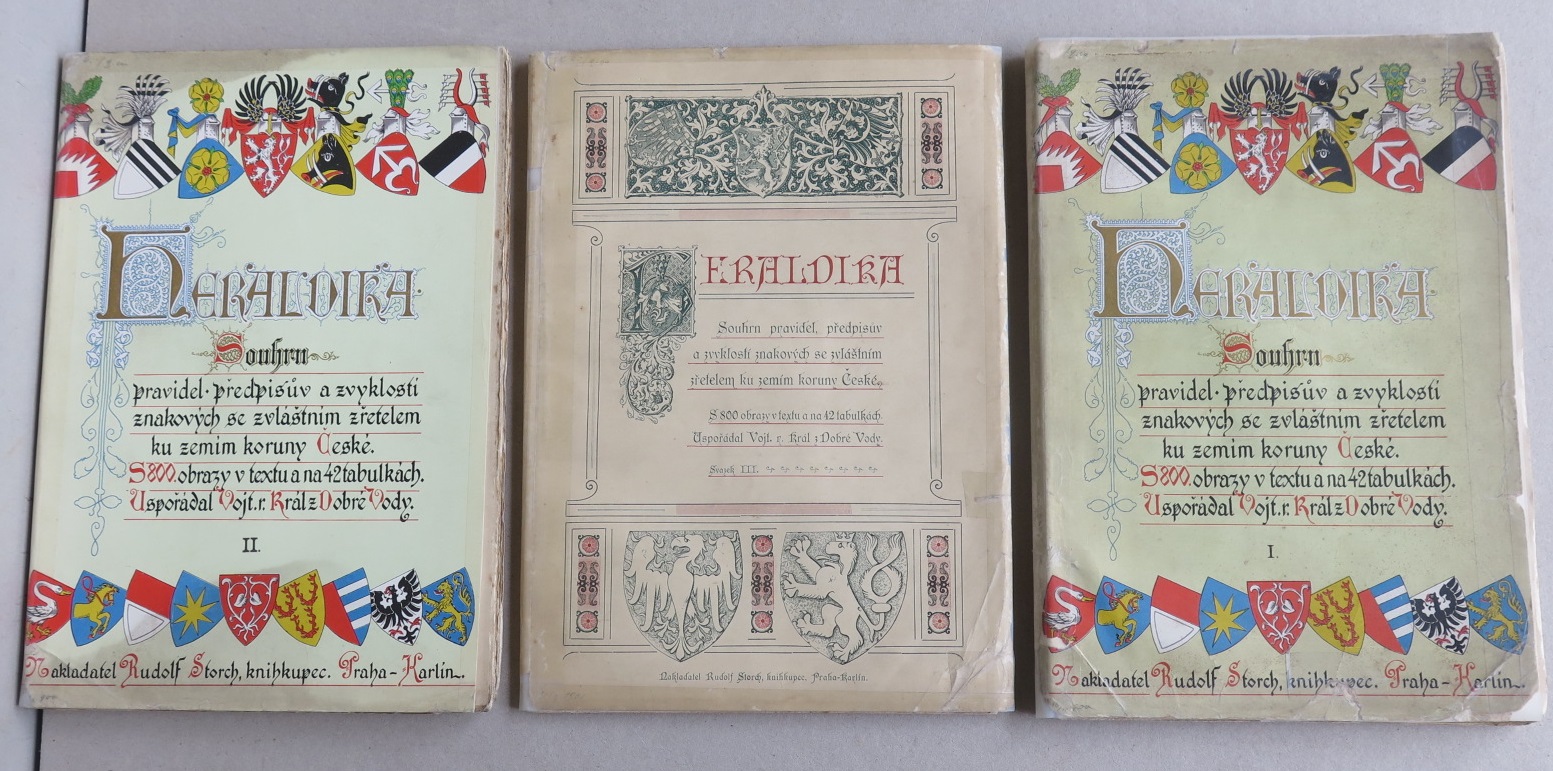 HERALDIKA
Souhrn
pravidel · předpisův a zvyklostí
znakových se zvláštním zřetelem
ku zemím koruny České.
S 800. obrazy v textu a na 42 tabulkách.
Uspořádal Vojt. r. Král z Dobré Vody.
II.
Nakladatel Rudolf Storch, knihkupec. Praha - Karlín.
HERALDIKA
Souhrn pravidel, předpisův
a zvyklostí znakových se zvláštním
zřetelem ku zemím koruny České.
S 800 obrazy v textu a na 42 tabulkách.
Uspořádal Vojt. r. Král z Dobré Vody.
Svazek III.
Nakladatel Rudolf Storch, knihkupec. Praha-Karlín.
HERALDIKA
Souhrn
pravidel · předpisův a zvyklostí
znakových se zvláštním zřetelem
ku zemím koruny České.
S 800. obrazy v textu a na 42 tabulkách.
Uspořádal Vojt. r. Král z Dobré Vody.
I.
Nakladatel Rudolf Storch, knihkupec. Praha - Karlín.